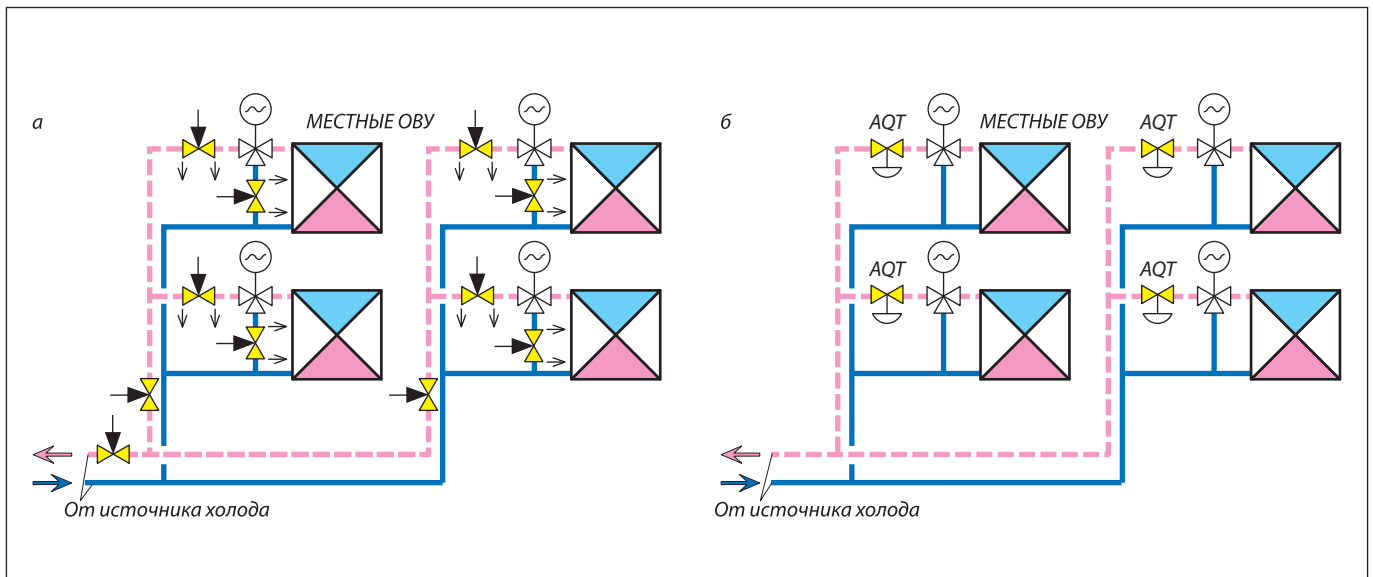 а
МЕСТНЫЕ ОВУ
От источника холода
б
AQT
МЕСТНЫЕ ОВУ
AQT
AQT
AQT
От источника холода